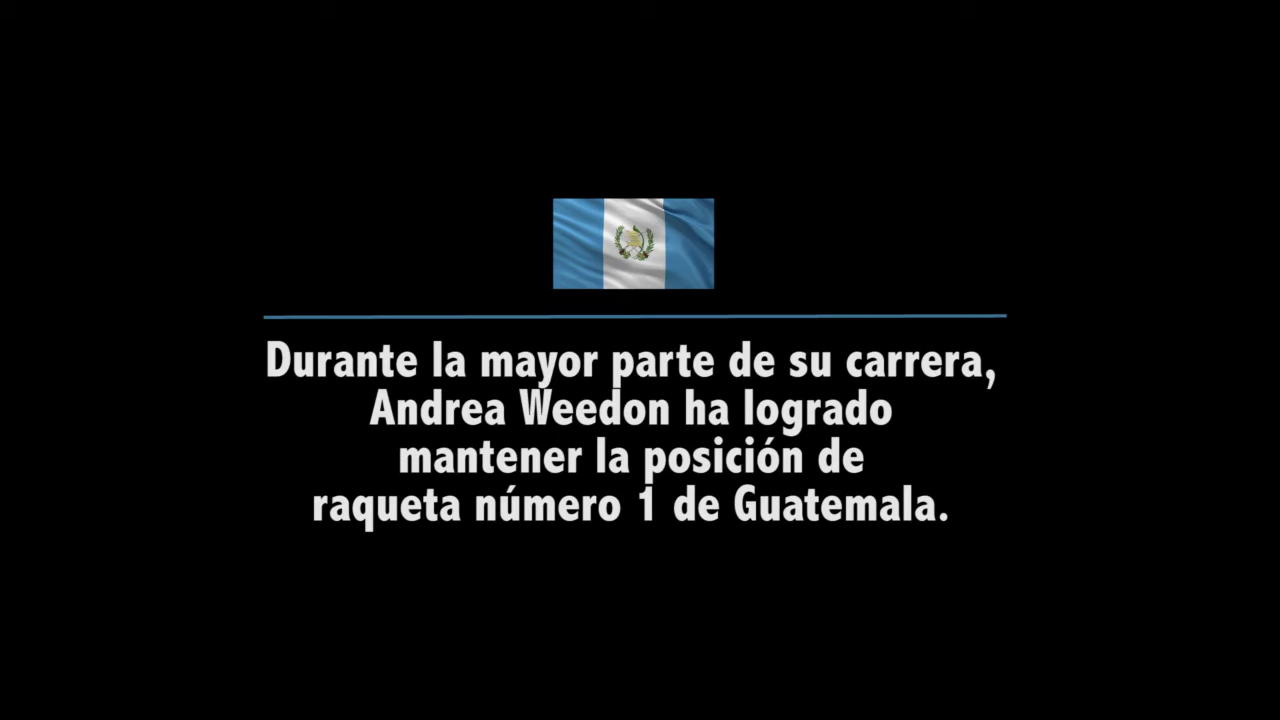 Durante la mayor parte de su carrera,
Andrea Weedon ha logrado
mantener la posición de
raqueta número 1 de Guatemala.